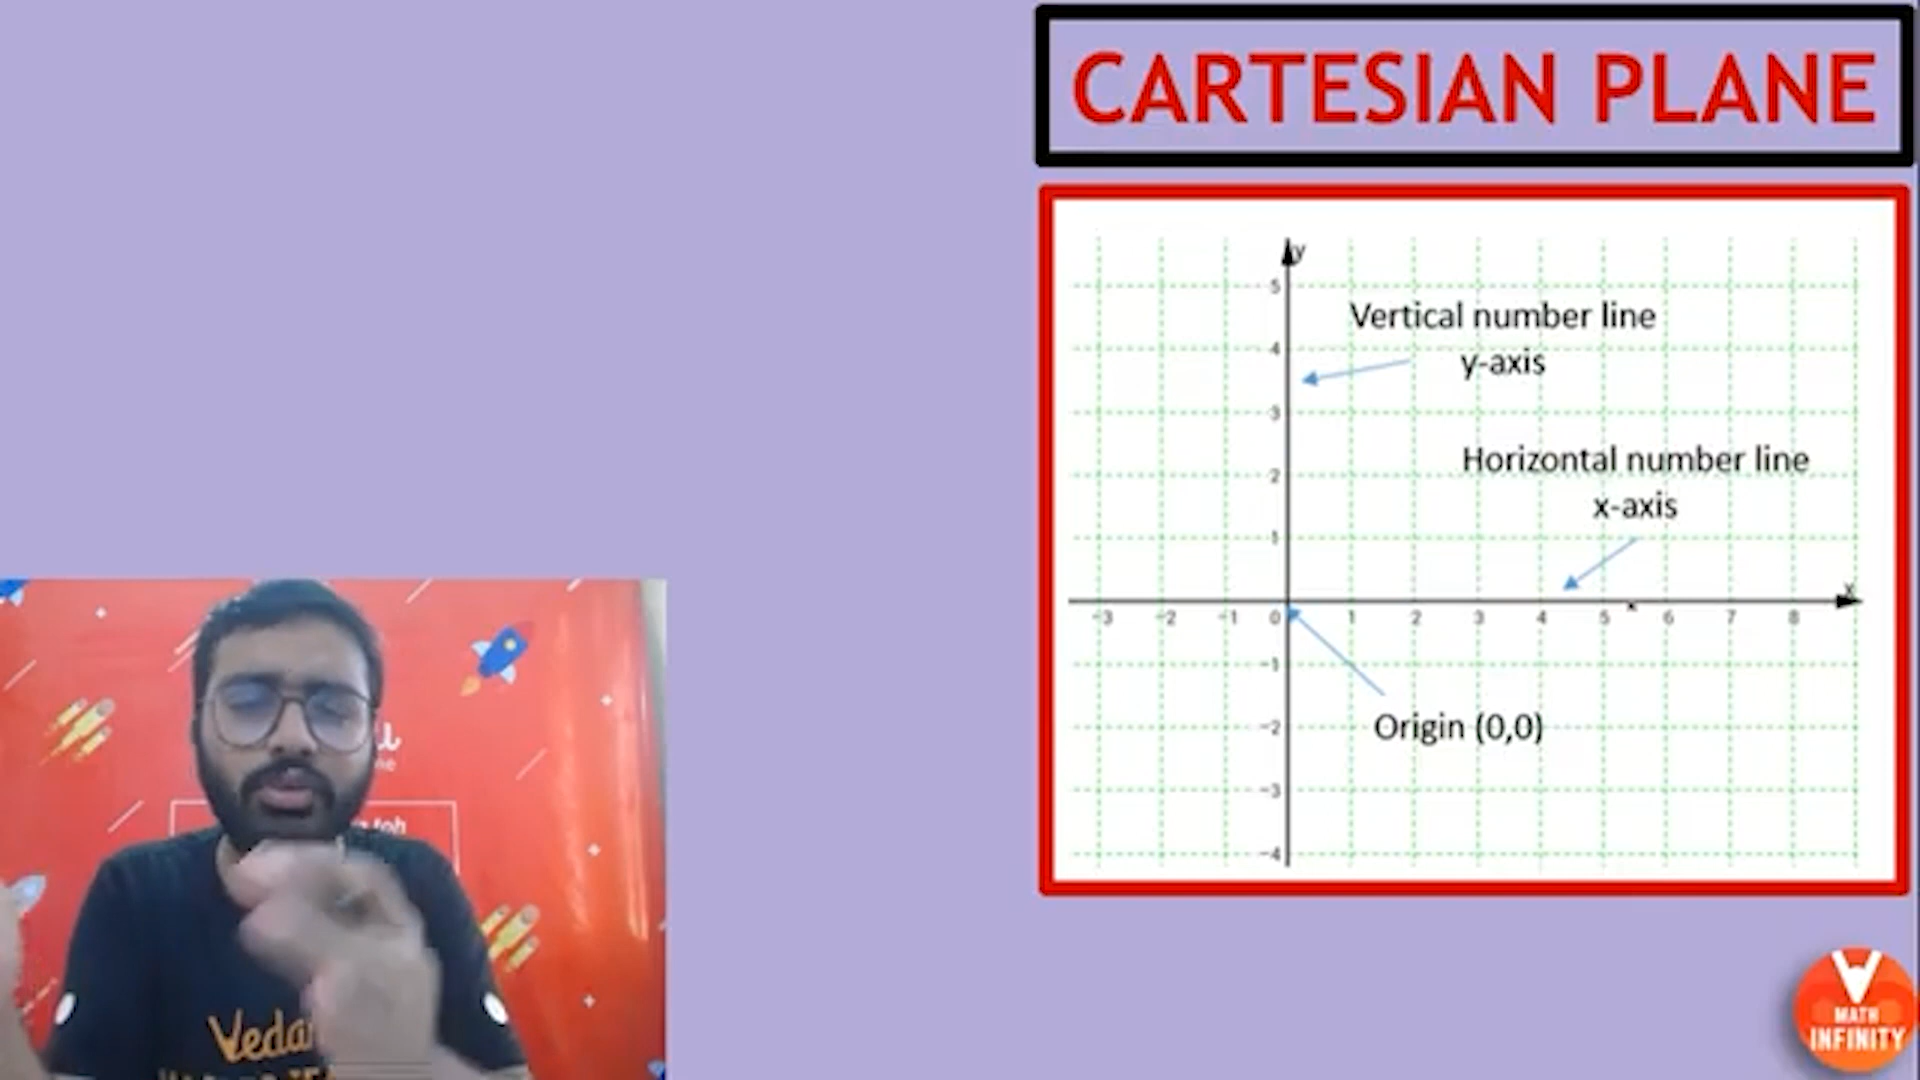 CARTESIAN PLANE
y
5
Vertical number line
4
y-axis
3
Horizontal number line
2
x-axis
1
x
-3 -2 -1 0 1 2 3 4 5 6 7 8
-1
Origin (0,0)
-2
-3
-4
toh
MATH
INFINITY